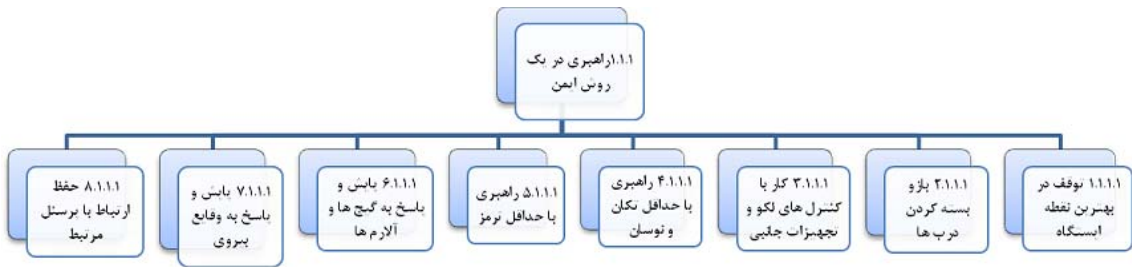 ۱.۱.۱راهبری در یک
روش ایمن
۱.۱.۱.۱ توقف در
بهترین نقطه
ایستگاه
۲.۱.۱.۱ باز و
بسته کردن
درب ها
۳.۱.۱.۱ کار با
کنترل های لکو و
تجهیزات جانبی
۴.۱.۱.۱ راهبری
با حداقل تکان
و نوسان
۵.۱.۱.۱ راهبری
با حداقل ترمز
۶.۱.۱.۱ پایش و
پاسخ به گیج ها و
آلارم ها
۷.۱.۱.۱ پایش و
پاسخ به وقایع
بیروی
۸.۱.۱.۱ حفظ
ارتباط با پرسنل
مرتبط